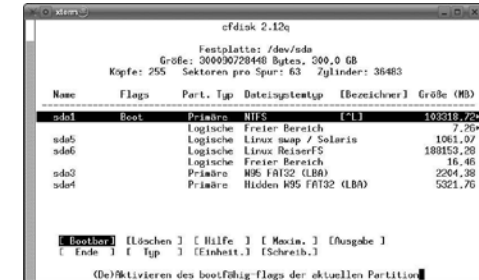 xterm
cfdisk 2.12q
Festplatte: /dev/sda
Größe: 300090728448 Bytes, 300,0 GB
Köpfe: 255 Sektoren pro Spur: 63 Zylinder: 36483
Name Flags Part. Typ Dateisystemtyp [Bezeichner] Größe (MB)
sda1 Boot Primäre NTFS [^L] 103318,72*
Logische Freier Bereich 7,26*
sda5 Logische Linux swap / Solaris 1061,07
sda6 Logische Linux ReiserFS 188153,28
Logische Freier Bereich 16,46
sda3 Primäre W95 FAT32 (LBA) 2204,38
sda4 Primäre Hidden W95 FAT32 (LBA) 5321,76
[ Bootbar] [Löschen ] [ Hilfe ] [ Maxim. ] [Ausgabe ]
[ Ende ] [ Typ ] [Einheit.] [Schreib.]
(De)Aktivieren des bootfähig-flags der aktuellen Partition